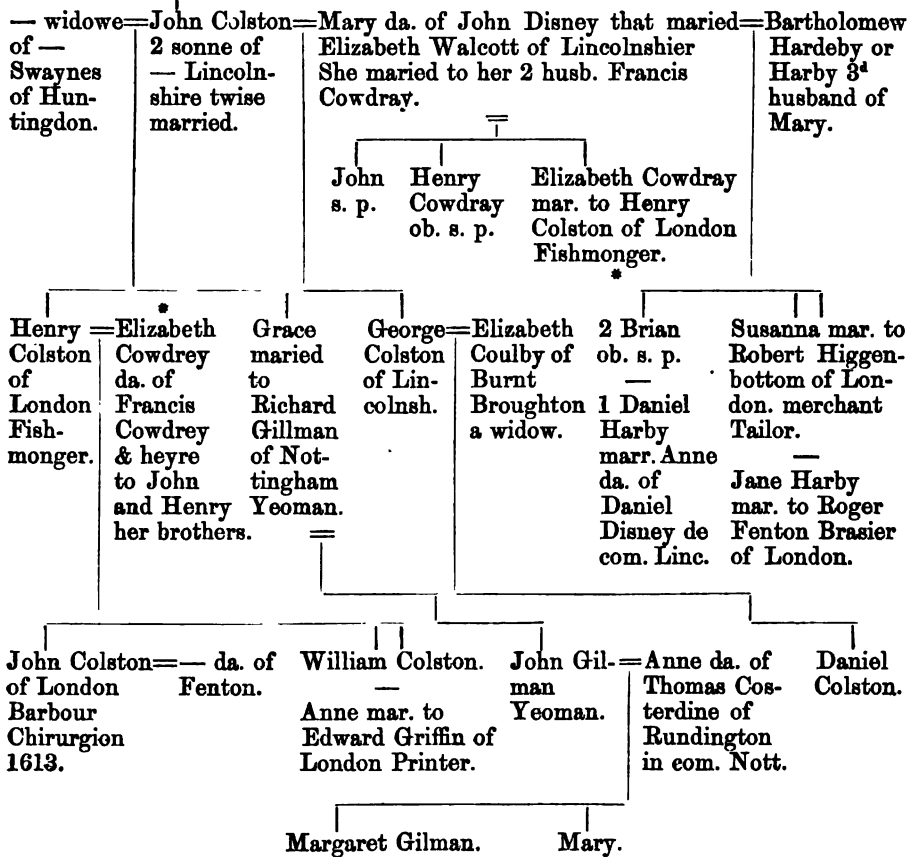 — widowe=
of —
Swaynes
of Hun-
tingdon.
John Colston=
2 sonne of
— Lincoln-
shire twise
married.
Mary da. of John Disney that maried=
Elizabeth Walcott of Lincolnshier
She maried to her 2 husb. Francis
Cowdray.
Bartholomew
Hardeby or
Harby 3d
husband of
Mary.
=
John
s. p.
Henry
Cowdray
ob. s. p.
Elizabeth Cowdray
mar. to Henry
Colston of London
Fishmonger.
*
Henry =
Colston
of
London
Fish-
monger.
*
Elizabeth
Cowdrey
da. of
Francis
Cowdrey
& heyre
to John
and Henry
her brothers.
Grace
maried
to
Richard
Gillman
of Not-
tingham
Yeoman.
=
George=
Colston
of Lin-
colnsh.
Elizabeth
Coulby of
Burnt
Broughton
a widow.
2 Brian
ob. s. p.
—
1 Daniel
Harby
marr. Anne
da. of
Daniel
Disney de
com. Linc.
Susanna mar. to
Robert Higgen-
bottom of Lon-
don. merchant
Tailor.
—
Jane Harby
mar. to Roger
Fenton Brasier
of London.
John Colston=
of London
Barbour
Chirurgion
1613.
— da. of
Fenton.
William Colston.
—
Anne mar. to
Edward Griffin of
London Printer.
John Gil-=
man
Yeoman.
Anne da. of
Thomas Cos-
terdine of
Rundington
in com. Nott.
Daniel
Colston.
Margaret Gilman.
Mary.